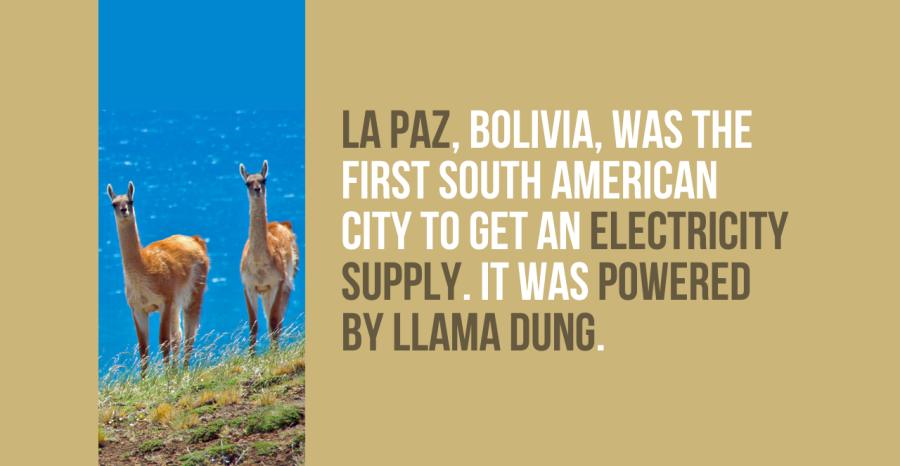 LA PAZ, BOLIVIA, WAS THE
FIRST SOUTH AMERICAN
CITY TO GET AN ELECTRICITY
SUPPLY. IT WAS POWERED
BY LLAMA DUNG.